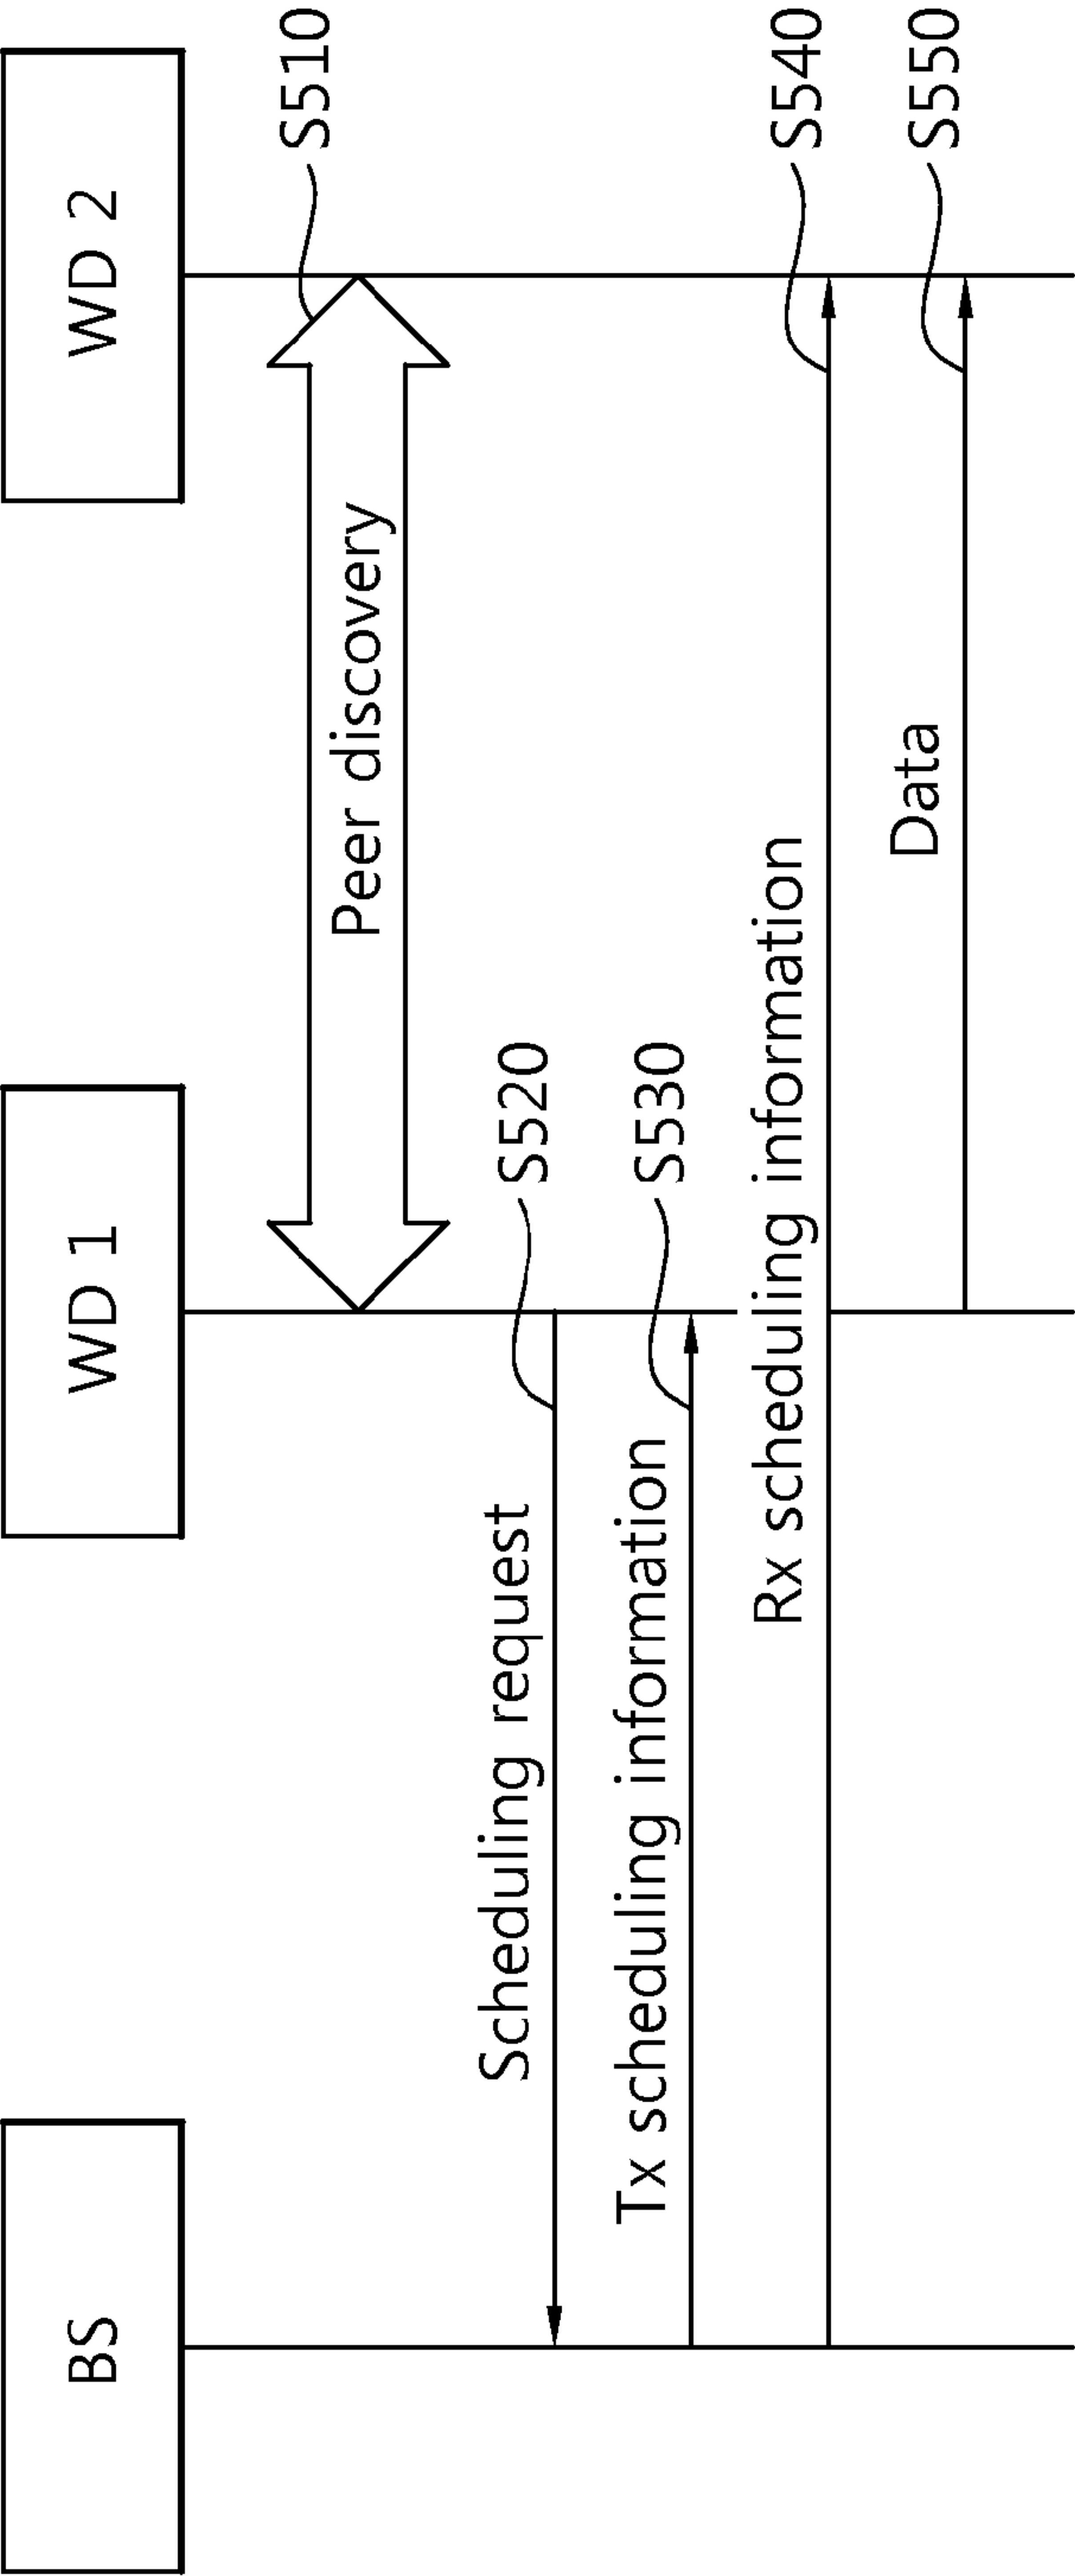 BS
WD 1
WD 2
Peer discovery
S510
Scheduling request
S520
Tx scheduling information
S530
Rx scheduling information
S540
Data
S550